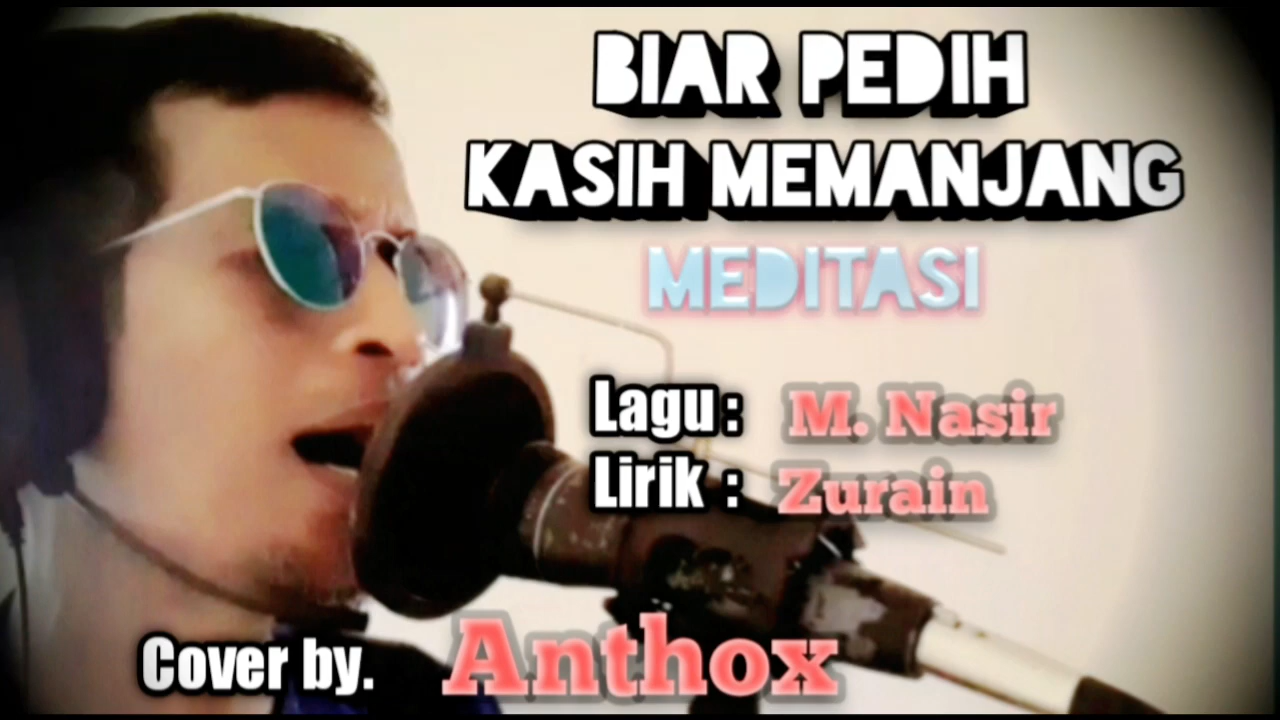 BIAR PEDIH
KASIH MEMANJANG
MEDITASI
Lagu : M. Nasir
Lirik : Zurain
Cover by. Anthox